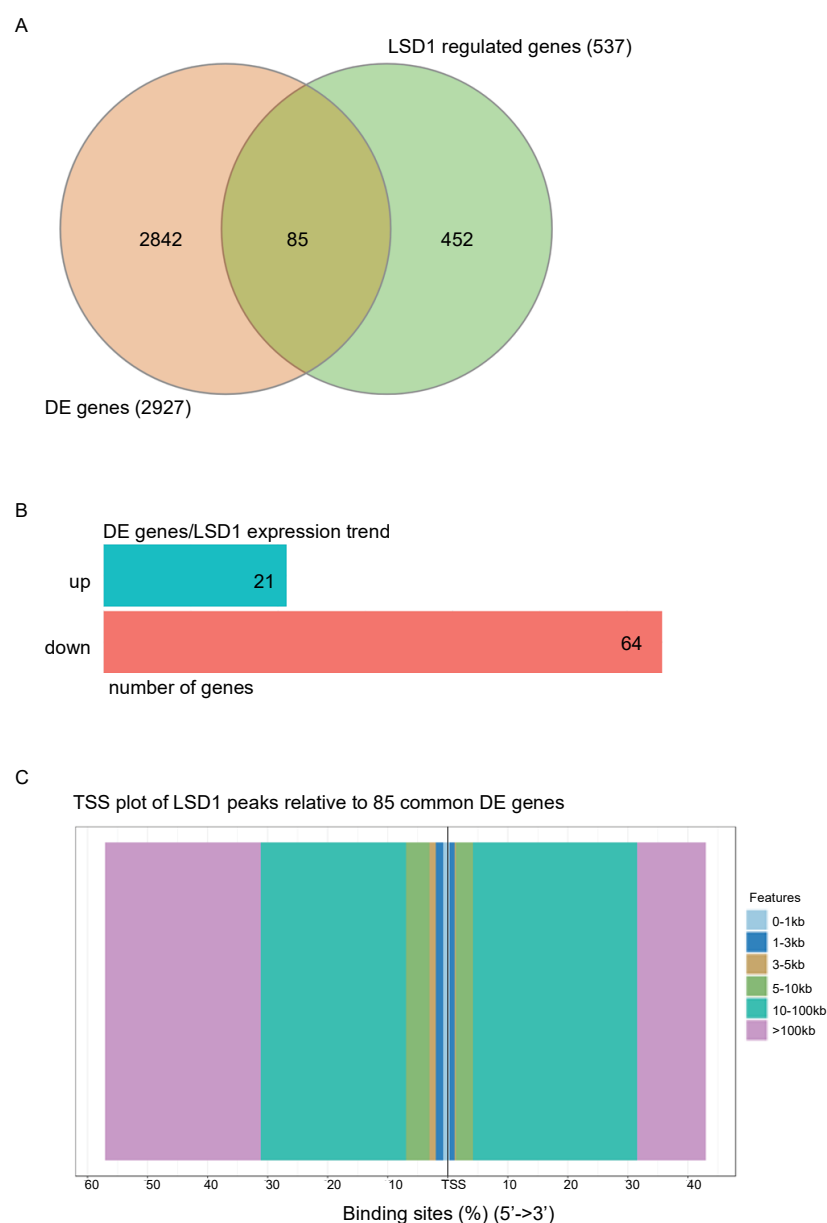 A
LSD1 regulated genes (537)
2842
85
452
DE genes (2927)
B
DE genes/LSD1 expression trend
up
21
down
64
number of genes
C
TSS plot of LSD1 peaks relative to 85 common DE genes
Features
0-1kb
1-3kb
3-5kb
5-10kb
10-100kb
>100kb
60 50 40 30 20 10 TSS 10 20 30 40
Binding sites (%) (5’->3’)